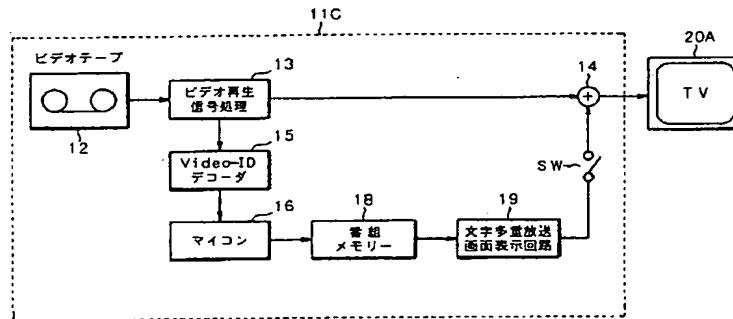 11C
ビデオテープ
12
13
ビデオ再生
信号処理
14
20A
TV
15
Video-ID
デコーダ
SW
16
マイコン
18
番組
メモリー
19
文字多重放送
画面表示回路